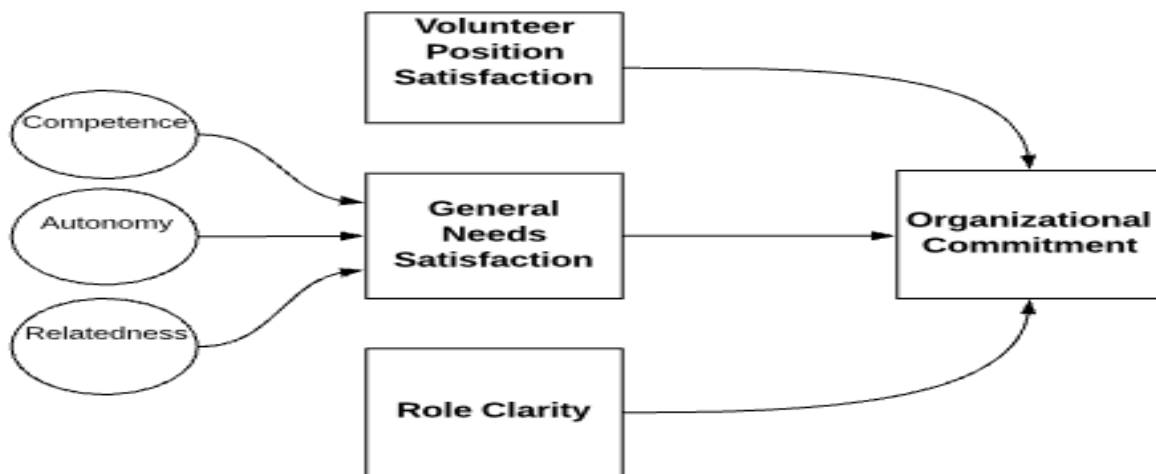 Volunteer
Position
Satisfaction
Competence
Autonomy
Relatedness
General
Needs
Satisfaction
Organizational
Commitment
Role Clarity